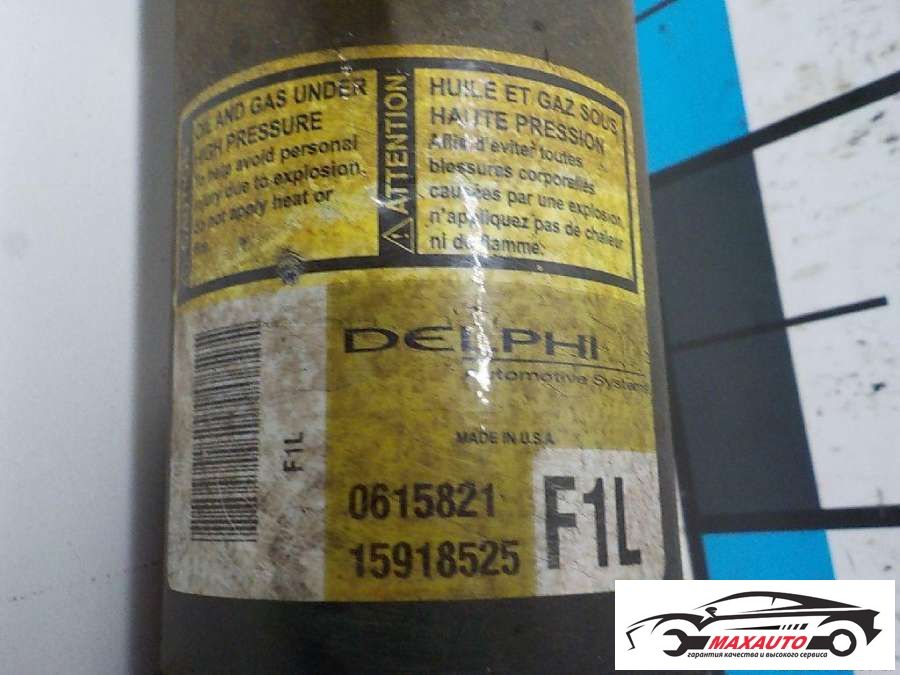 OIL AND GAS UNDER
HIGH PRESSURE
To help avoid personal
injury due to explosion,
do not apply heat or
ATTENTION
HUILE ET GAZ SOUS
HAUTE PRESSION
Afin d'eviter toutes
blessures corporelles
causées par une explosion
n'appliquez pas de chaleur
ni de flamme.
DELPHI
Automotive Systems
MADE IN U.S.A.
F1L
0615821
15918525
F1L
MAXAUTO
гарантия качества и высокого сервиса